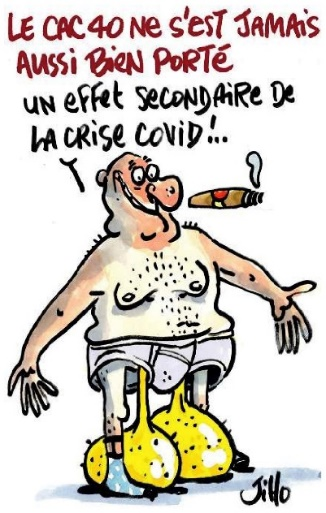 LE CAC 40 NE S'EST JAMAIS
AUSSI BIEN PORTÉ
UN EFFET SECONDAIRE DE
LA CRISE COVID !..
JiHo